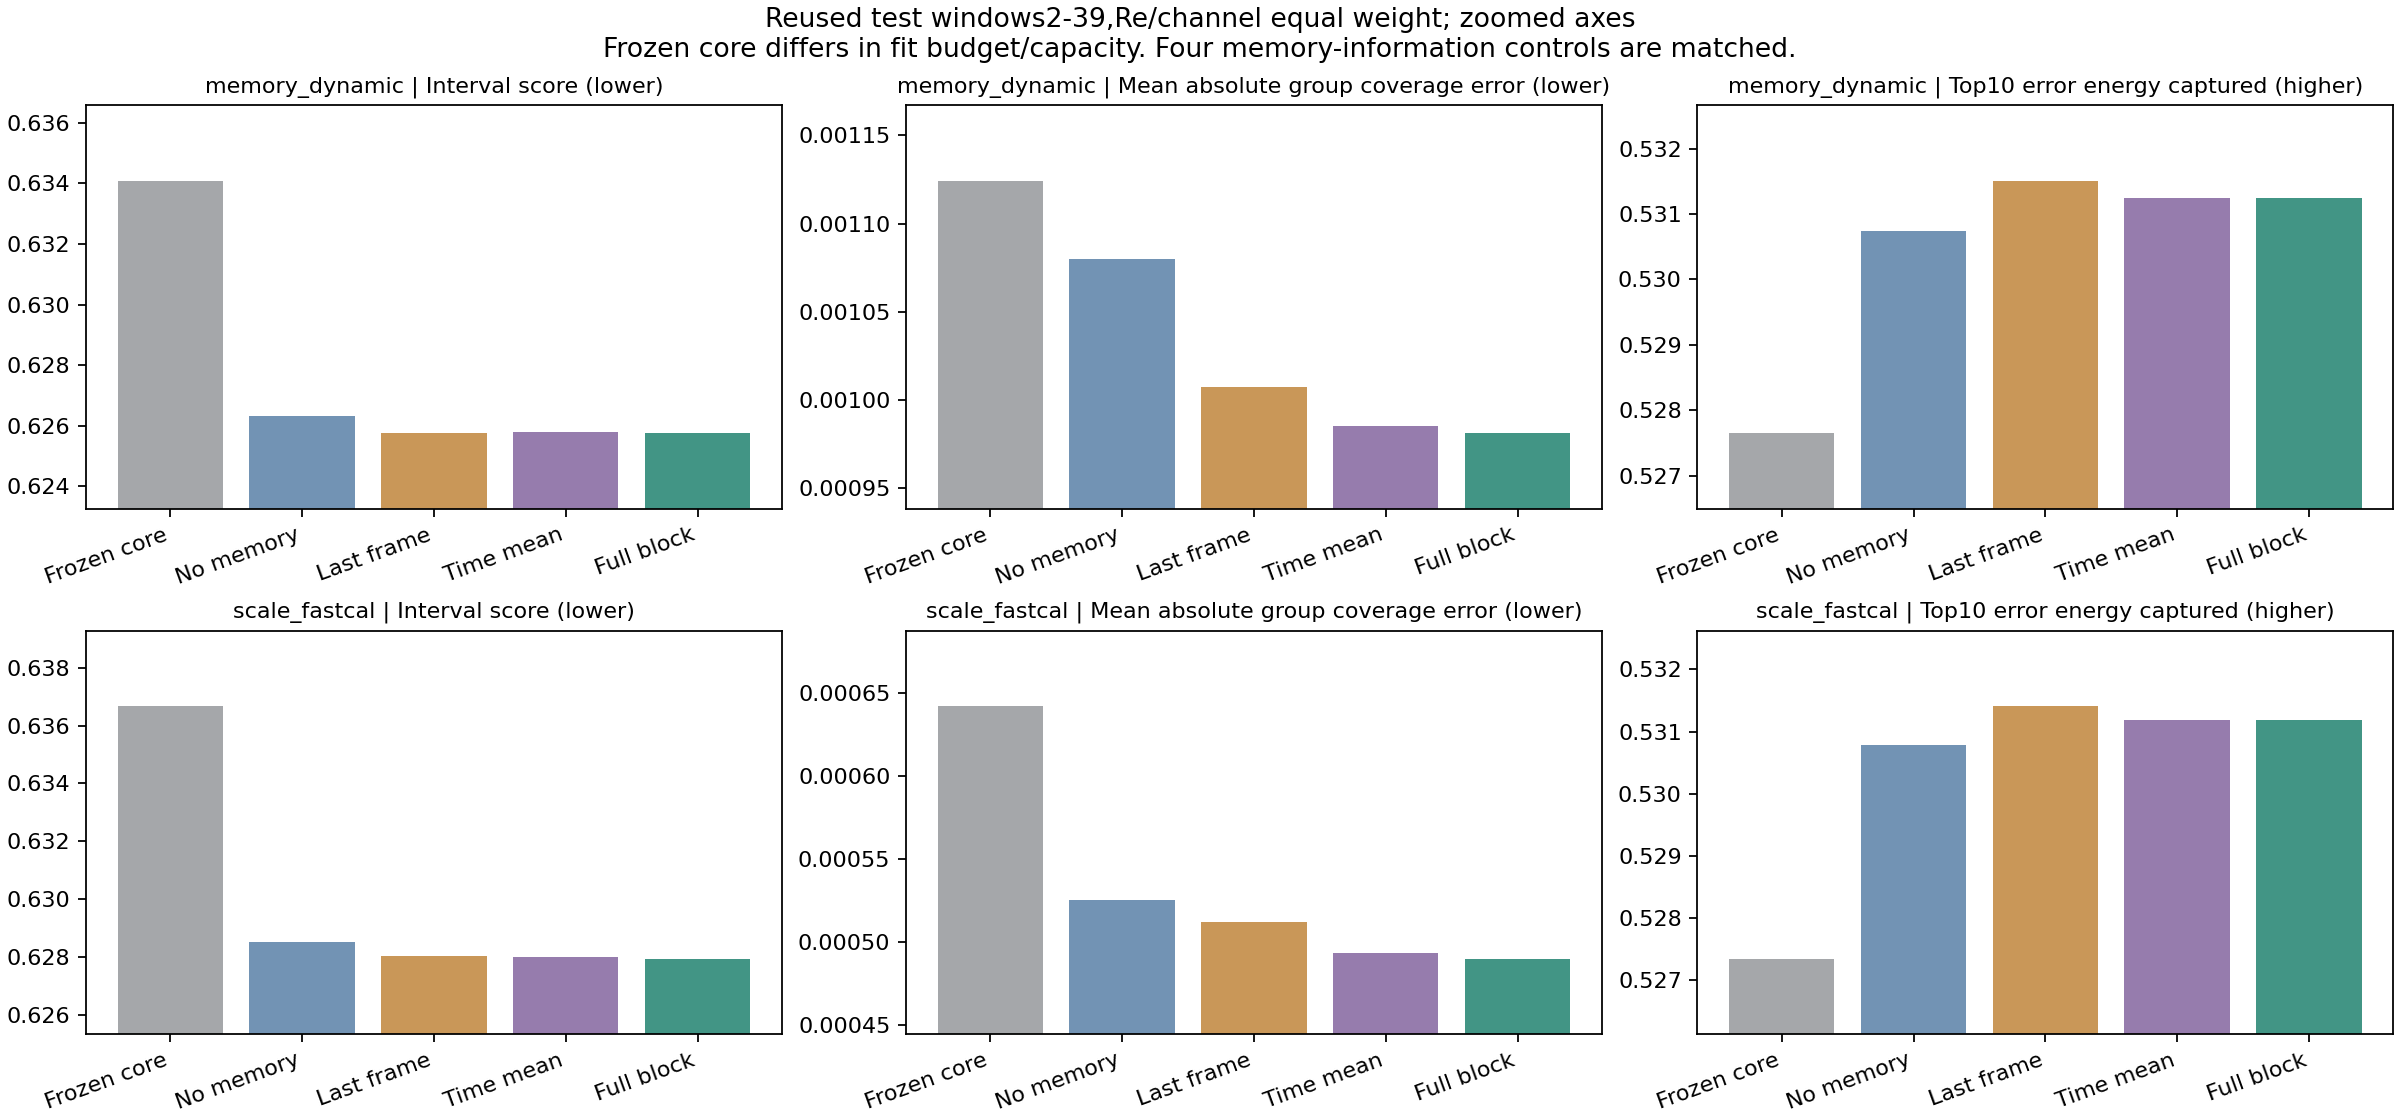 Reused test windows2-39,Re/channel equal weight; zoomed axes
Frozen core differs in fit budget/capacity. Four memory-information controls are matched.
memory_dynamic | Interval score (lower)
0.636
0.634
0.632
0.630
0.628
0.626
0.624
Frozen core
No memory
Last frame
Time mean
Full block
memory_dynamic | Mean absolute group coverage error (lower)
0.00115
0.00110
0.00105
0.00100
0.00095
Frozen core
No memory
Last frame
Time mean
Full block
memory_dynamic | Top10 error energy captured (higher)
0.532
0.531
0.530
0.529
0.528
0.527
Frozen core
No memory
Last frame
Time mean
Full block
scale_fastcal | Interval score (lower)
0.638
0.636
0.634
0.632
0.630
0.628
0.626
Frozen core
No memory
Last frame
Time mean
Full block
scale_fastcal | Mean absolute group coverage error (lower)
0.00065
0.00060
0.00055
0.00050
0.00045
Frozen core
No memory
Last frame
Time mean
Full block
scale_fastcal | Top10 error energy captured (higher)
0.532
0.531
0.530
0.529
0.528
0.527
Frozen core
No memory
Last frame
Time mean
Full block